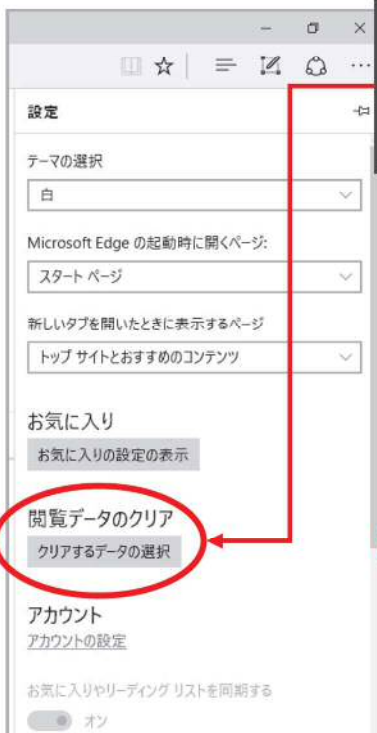 設定
テーマの選択
白
Microsoft Edge の起動時に開くページ:
スタート ページ
新しいタブを開いたときに表示するページ
トップ サイトとおすすめのコンテンツ
お気に入り
お気に入りの設定の表示
閲覧データのクリア
クリアするデータの選択
アカウント
アカウントの設定
お気に入りやリーディング リストを同期する
オン